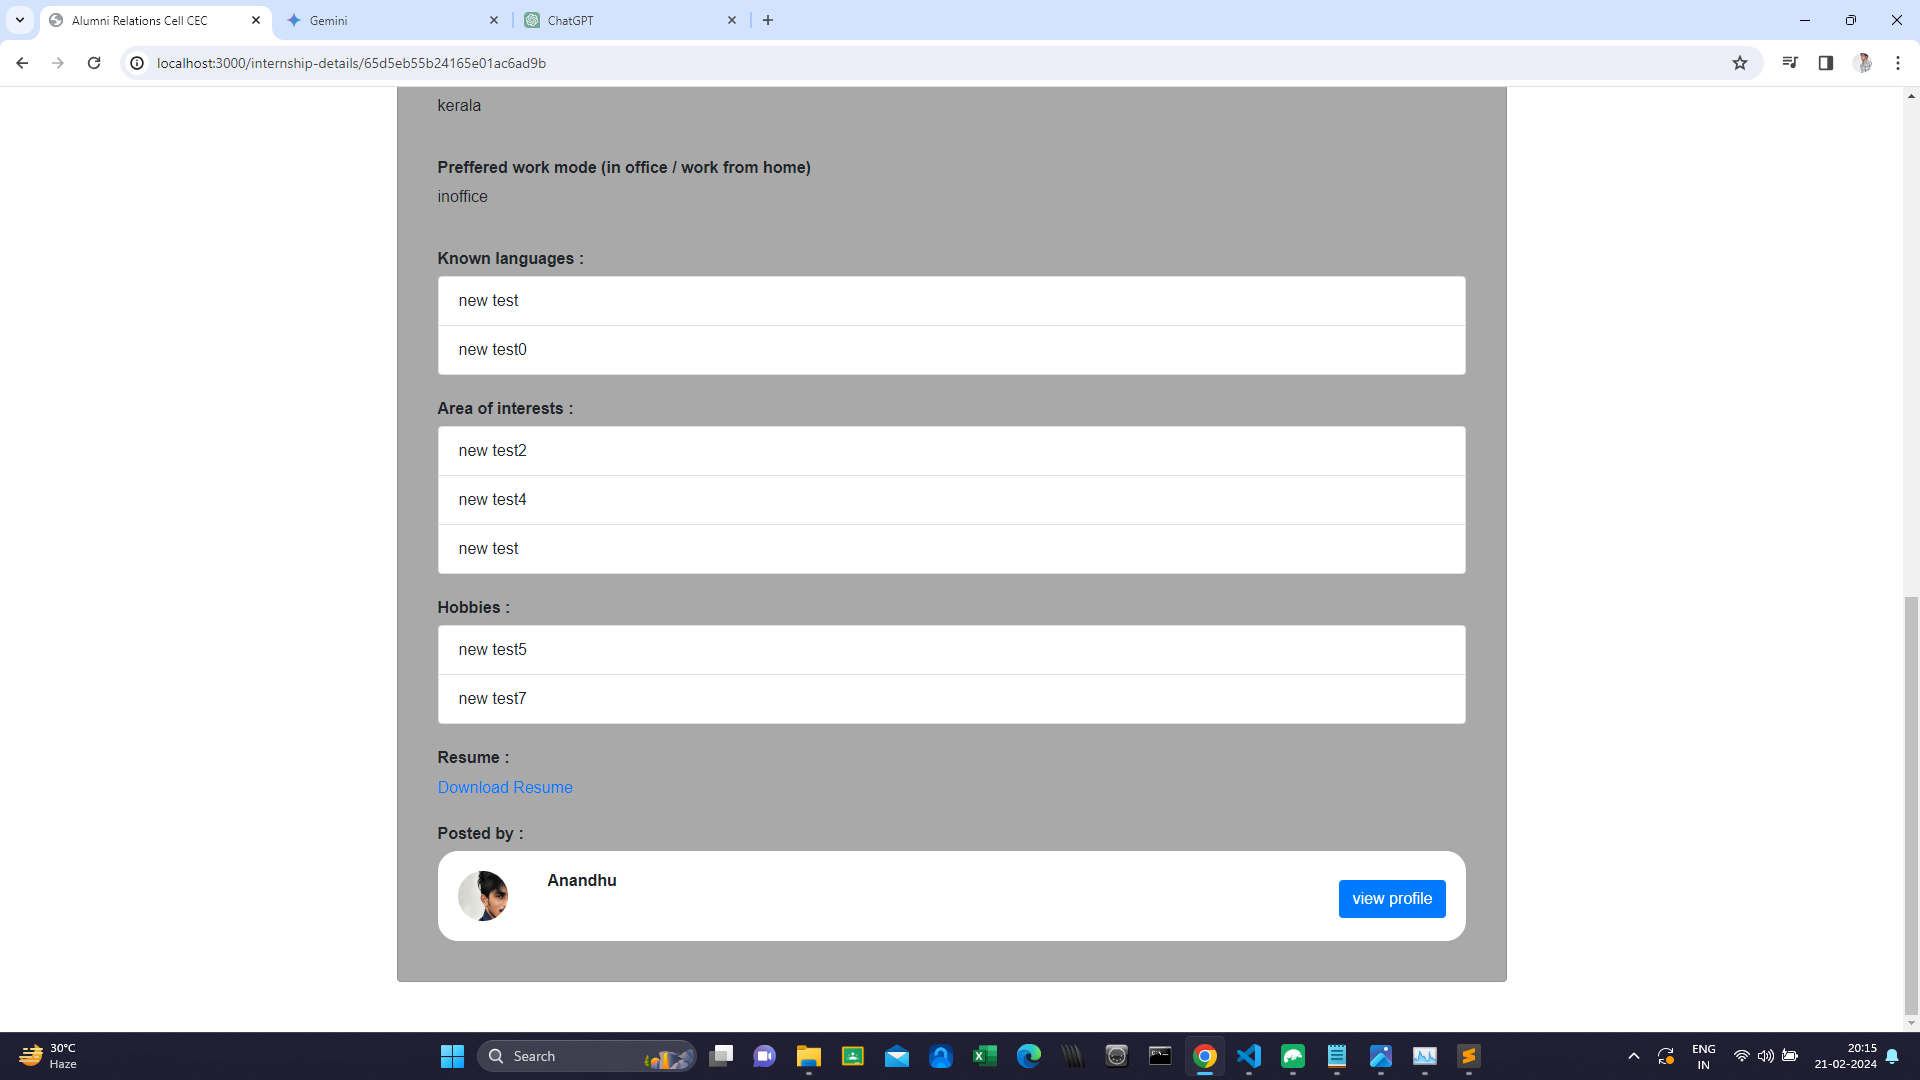 Alumni Relations Cell CEC
Gemini
ChatGPT
localhost:3000/internship-details/65d5eb55b24165e01ac6ad9b
kerala
Preffered work mode (in office / work from home)
inoffice
Known languages :
new test
new test0
Area of interests :
new test2
new test4
new test
Hobbies :
new test5
new test7
Resume :
Download Resume
Posted by :
Anandhu
view profile
30°C
Haze
Search
ENG
IN
20:15
21-02-2024